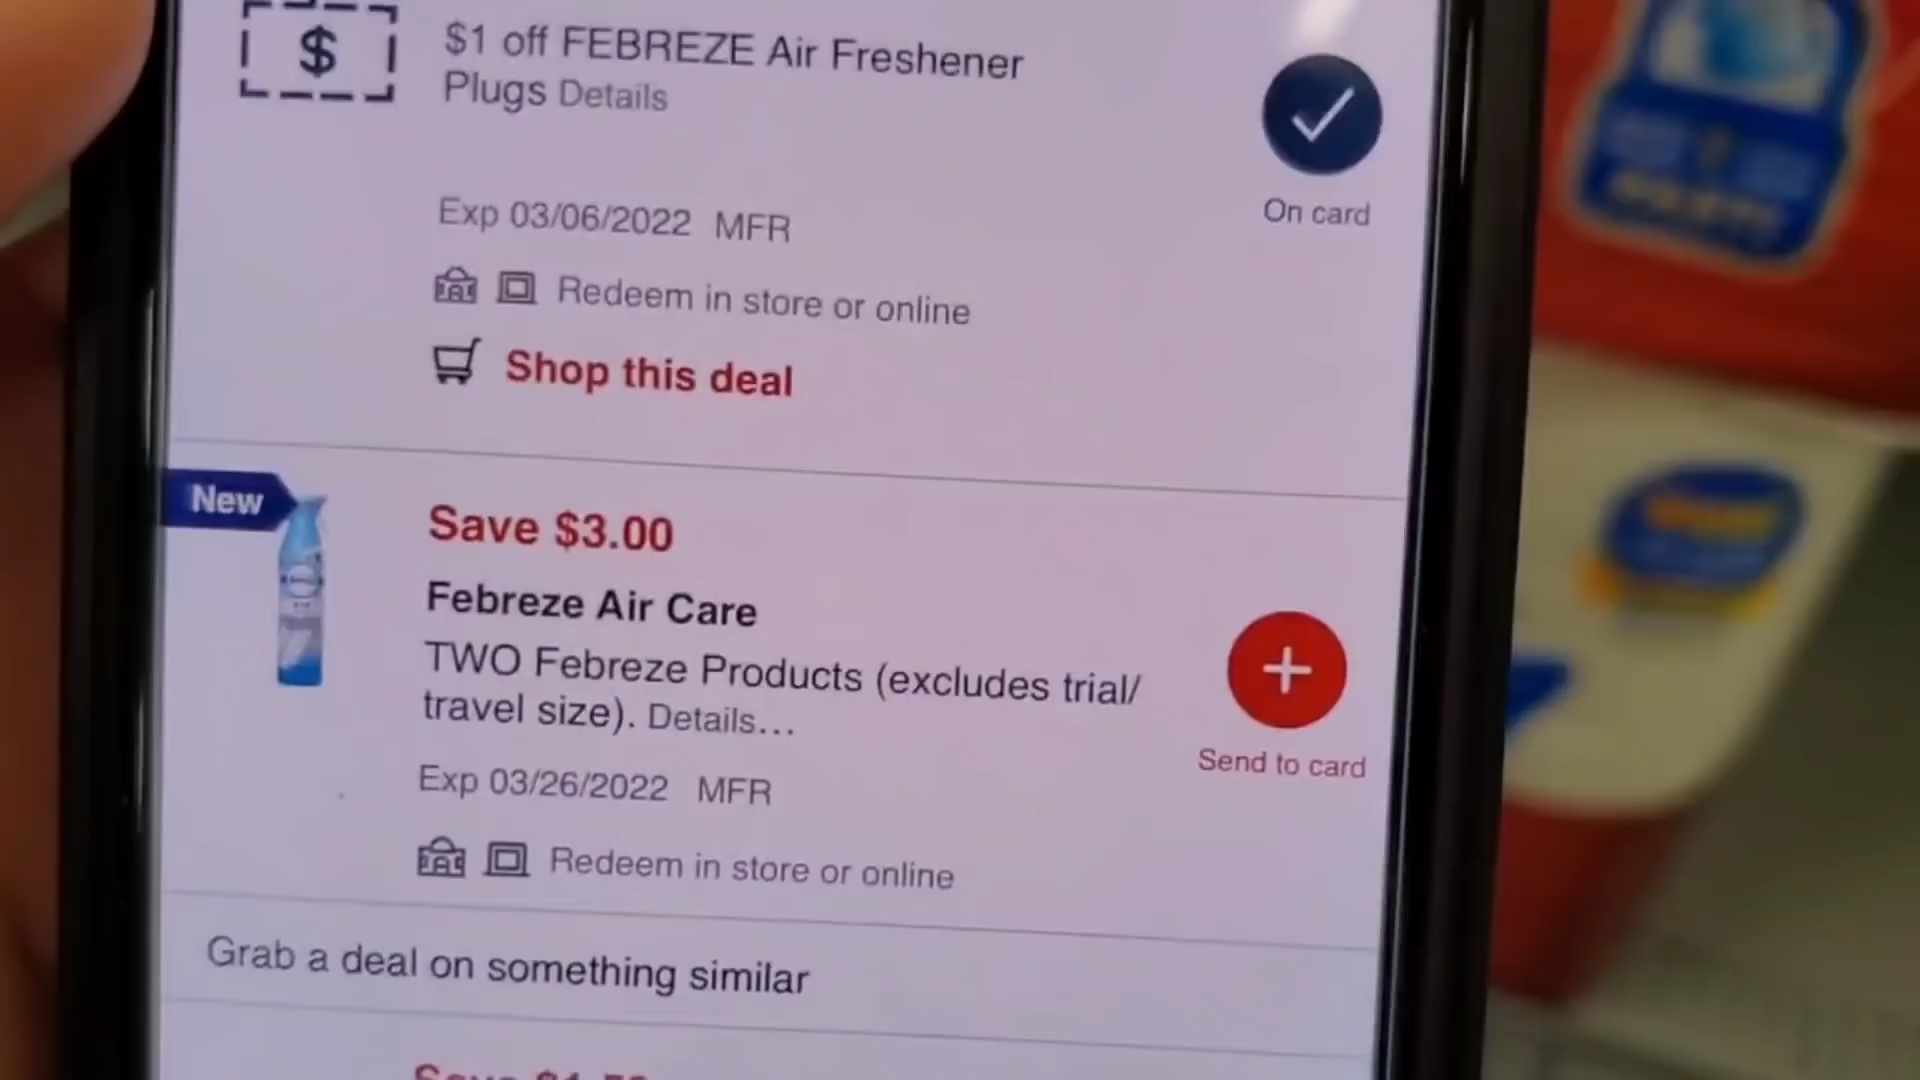 $
$1 off FEBREZE Air Freshener
Plugs Details
On card
Exp 03/06/2022 MFR
Redeem in store or online
Shop this deal
New
Save $3.00
Febreze Air Care
TWO Febreze Products (excludes trial/
travel size). Details...
Send to card
Exp 03/26/2022 MFR
Redeem in store or online
Grab a deal on something similar